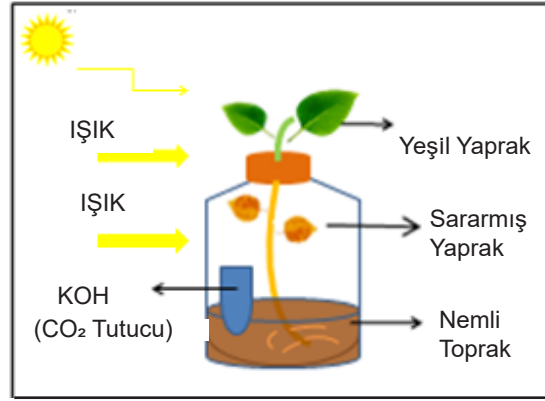 IŞIK
Yeşil Yaprak
IŞIK
Sararmış
Yaprak
KOH
(CO₂ Tutucu)
Nemli
Toprak